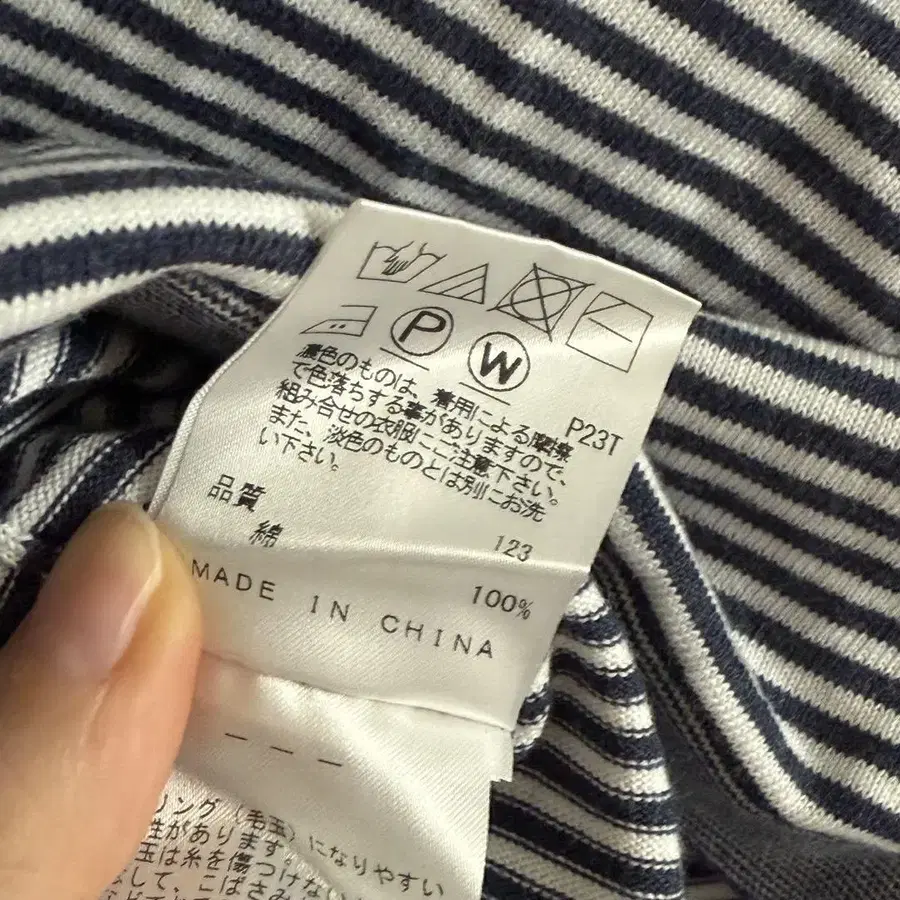 P
W
P23T
濃色のものは、着用による摩擦
で色落ちする事がありますので、
組み合せの衣服にご注意下さい。
また、淡色のものとは別にお洗
い下さい。
品質
123
綿
100%
MADE IN CHINA
リング(毛玉)になりやすい
性があります。
玉は糸を傷つけない
して、こばさみ